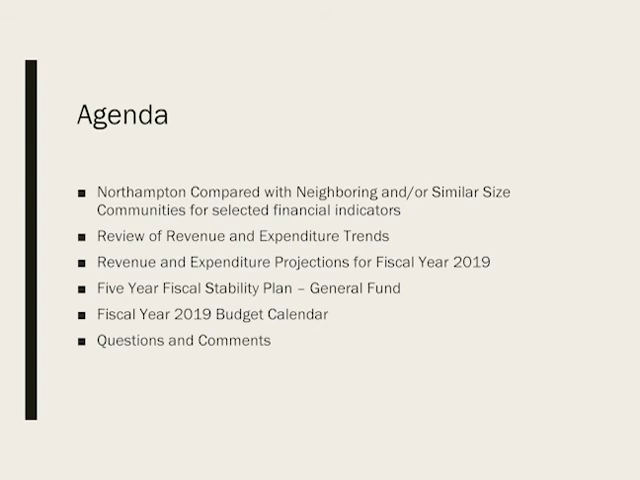 Agenda
Northampton Compared with Neighboring and/or Similar Size
Communities for selected financial indicators
Review of Revenue and Expenditure Trends
Revenue and Expenditure Projections for Fiscal Year 2019
Five Year Fiscal Stability Plan – General Fund
Fiscal Year 2019 Budget Calendar
Questions and Comments